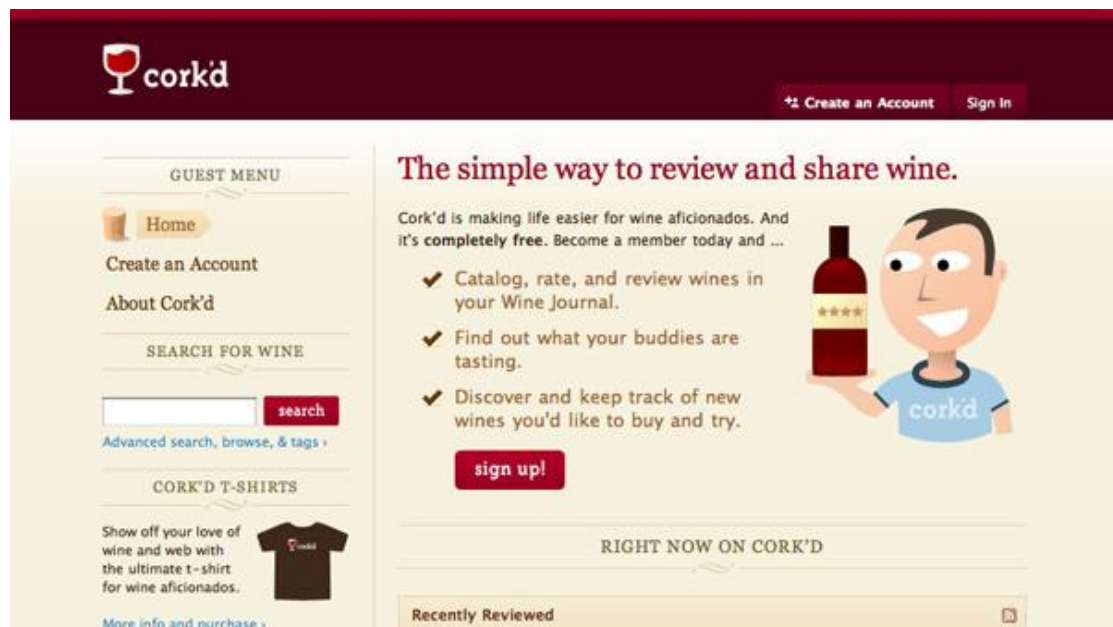 cork'd
Create an Account
Sign In
GUEST MENU
Home
Create an Account
About Cork'd
SEARCH FOR WINE
search
Advanced search, browse, & tags ›
CORK'D T-SHIRTS
Show off your love of
wine and web with
the ultimate t-shirt
for wine aficionados.
More info and purchase ›
cork'd
The simple way to review and share wine.
Cork'd is making life easier for wine aficionados. And
it's completely free. Become a member today and ...
Catalog, rate, and review wines in
your Wine Journal.
Find out what your buddies are
tasting.
Discover and keep track of new
wines you'd like to buy and try.
sign up!
cork'd
RIGHT NOW ON CORK'D
Recently Reviewed